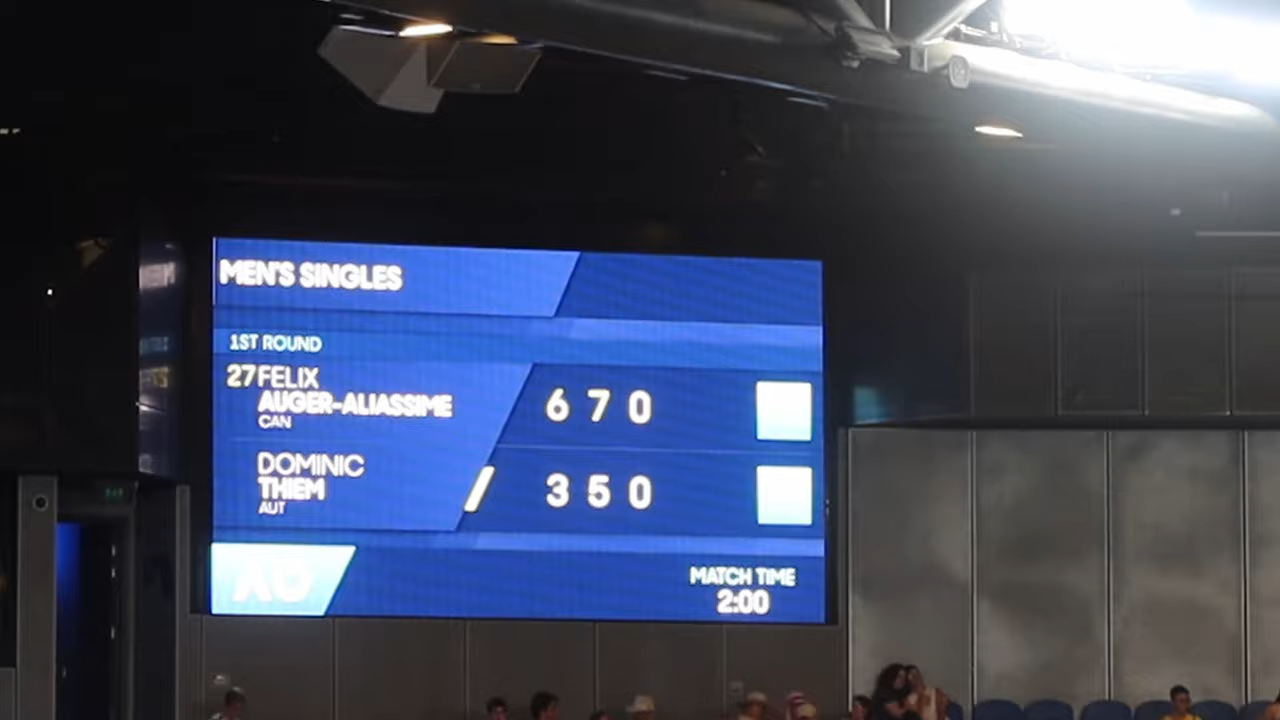 MEN'S SINGLES
1ST ROUND
27 FELIX
AUGER-ALIASSIME 6 7 0
CAN
DOMINIC
THIEM / 3 5 0
AUT
AO
MATCH TIME
2:00